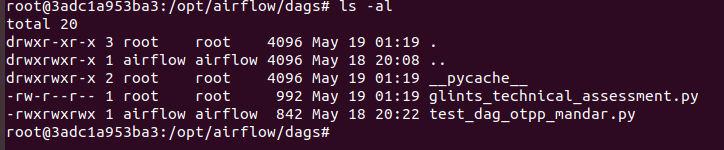 root@3adc1a953ba3:/opt/airflow/dags# ls -al
total 20
drwxr-xr-x 3 root    root    4096 May 19 01:19 .
drwxrwxr-x 1 airflow airflow 4096 May 18 20:08 ..
drwxrwxr-x 2 root    root    4096 May 19 01:19 __pycache__
-rw-r--r-- 1 root    root     992 May 19 01:19 glints_technical_assessment.py
-rwxrwxrwx 1 airflow airflow  842 May 18 20:22 test_dag_otpp_mandar.py
root@3adc1a953ba3:/opt/airflow/dags#